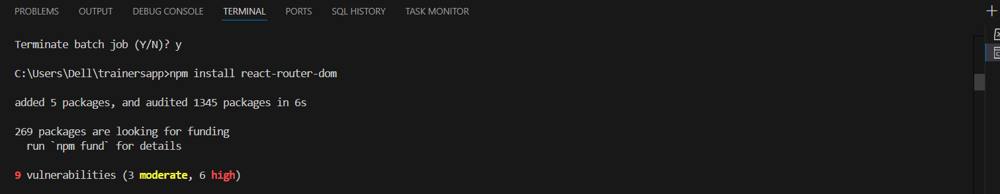 PROBLEMS OUTPUT DEBUG CONSOLE TERMINAL PORTS SQL HISTORY TASK MONITOR
Terminate batch job (Y/N)? y
C:\Users\Dell\trainersapp>npm install react-router-dom
added 5 packages, and audited 1345 packages in 6s
269 packages are looking for funding
  run `npm fund` for details
9 vulnerabilities (3 moderate, 6 high)